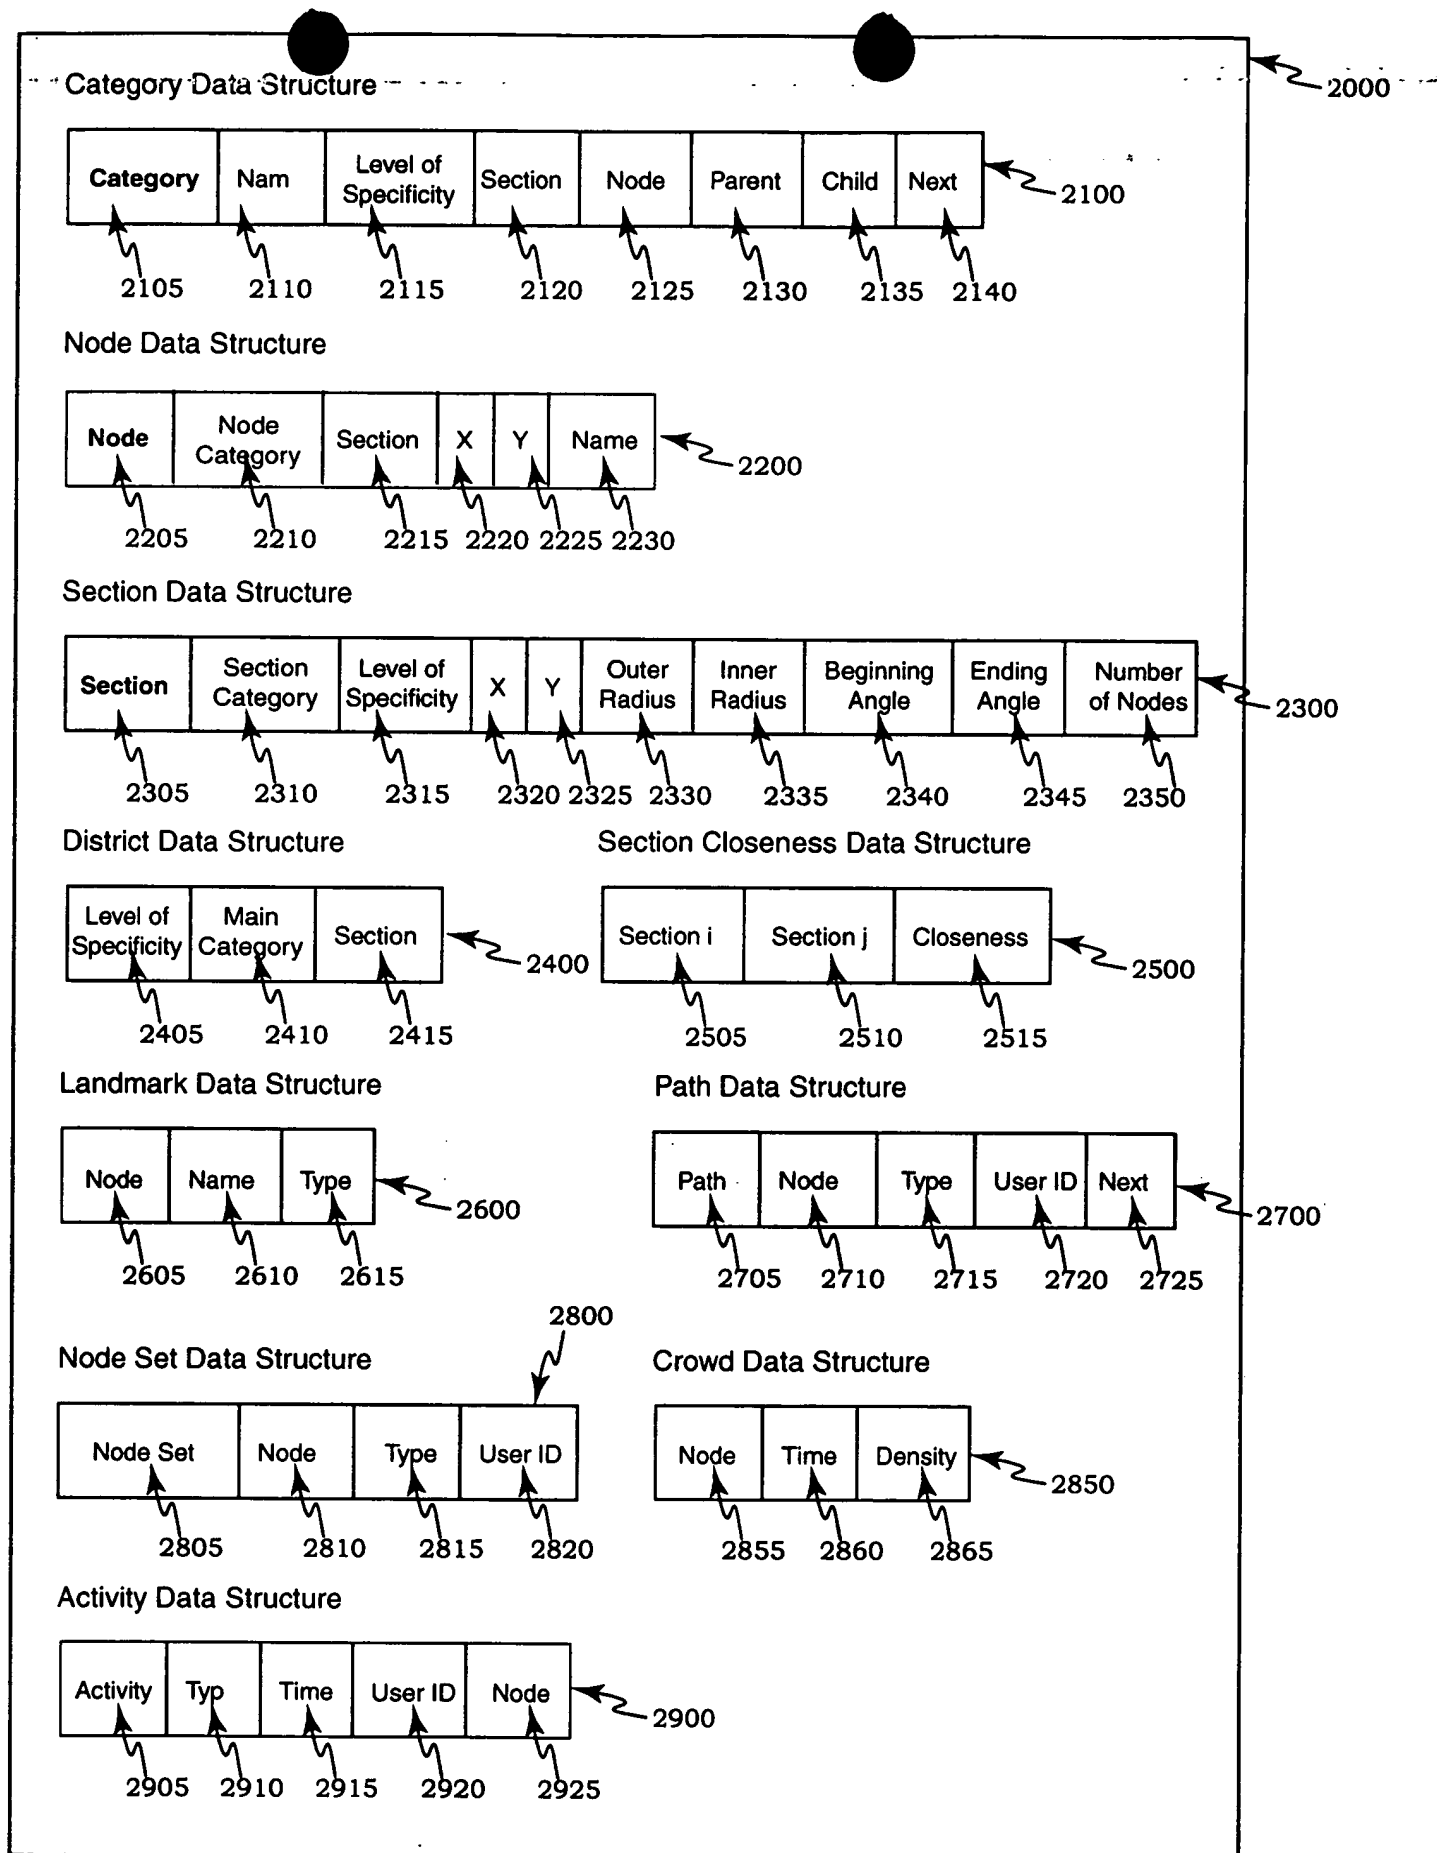 Category Data Structure
2000
Category Nam Level of Specificity Section Node Parent Child Next
2100
2105 2110 2115 2120 2125 2130 2135 2140
Node Data Structure
Node Node Category Section X Y Name
2200
2205 2210 2215 2220 2225 2230
Section Data Structure
Section Section Category Level of Specificity X Y Outer Radius Inner Radius Beginning Angle Ending Angle Number of Nodes
2300
2305 2310 2315 2320 2325 2330 2335 2340 2345 2350
District Data Structure
Level of Specificity Main Category Section
2400
2405 2410 2415
Section Closeness Data Structure
Section i Section j Closeness
2500
2505 2510 2515
Landmark Data Structure
Node Name Type
2600
2605 2610 2615
Path Data Structure
Path Node Type User ID Next
2700
2705 2710 2715 2720 2725
2800
Node Set Data Structure
Node Set Node Type User ID
2805 2810 2815 2820
Crowd Data Structure
Node Time Density
2850
2855 2860 2865
Activity Data Structure
Activity Typ Time User ID Node
2900
2905 2910 2915 2920 2925